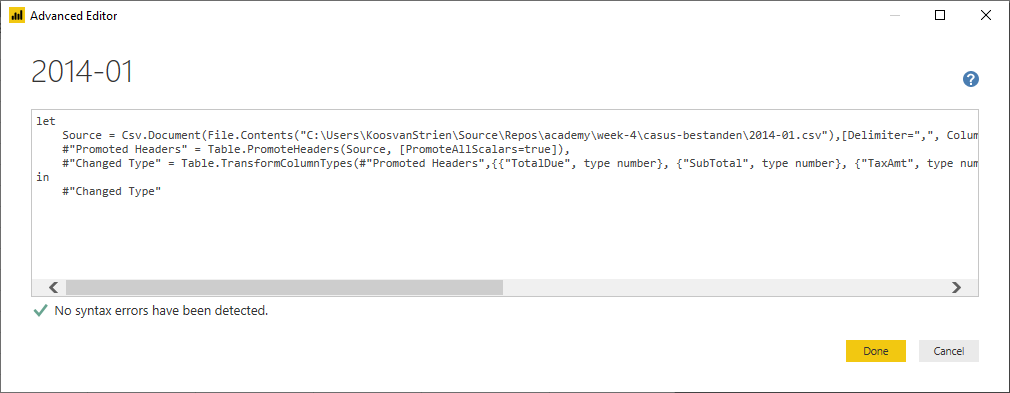 Advanced Editor
2014-01
let
    Source = Csv.Document(File.Contents("C:\Users\KoosvanStrien\Source\Repos\academy\week-4\casus-bestanden\2014-01.csv"),[Delimiter=",", Colum
    #"Promoted Headers" = Table.PromoteHeaders(Source, [PromoteAllScalars=true]),
    #"Changed Type" = Table.TransformColumnTypes(#"Promoted Headers",{{"TotalDue", type number}, {"SubTotal", type number}, {"TaxAmt", type num
in
    #"Changed Type"
No syntax errors have been detected.
Done
Cancel